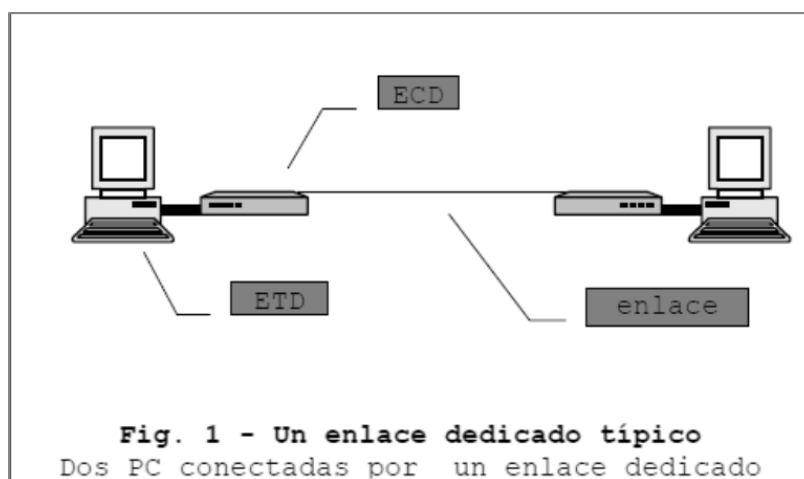 ECD
ETD
enlace
Fig. 1 - Un enlace dedicado típico
Dos PC conectadas por un enlace dedicado